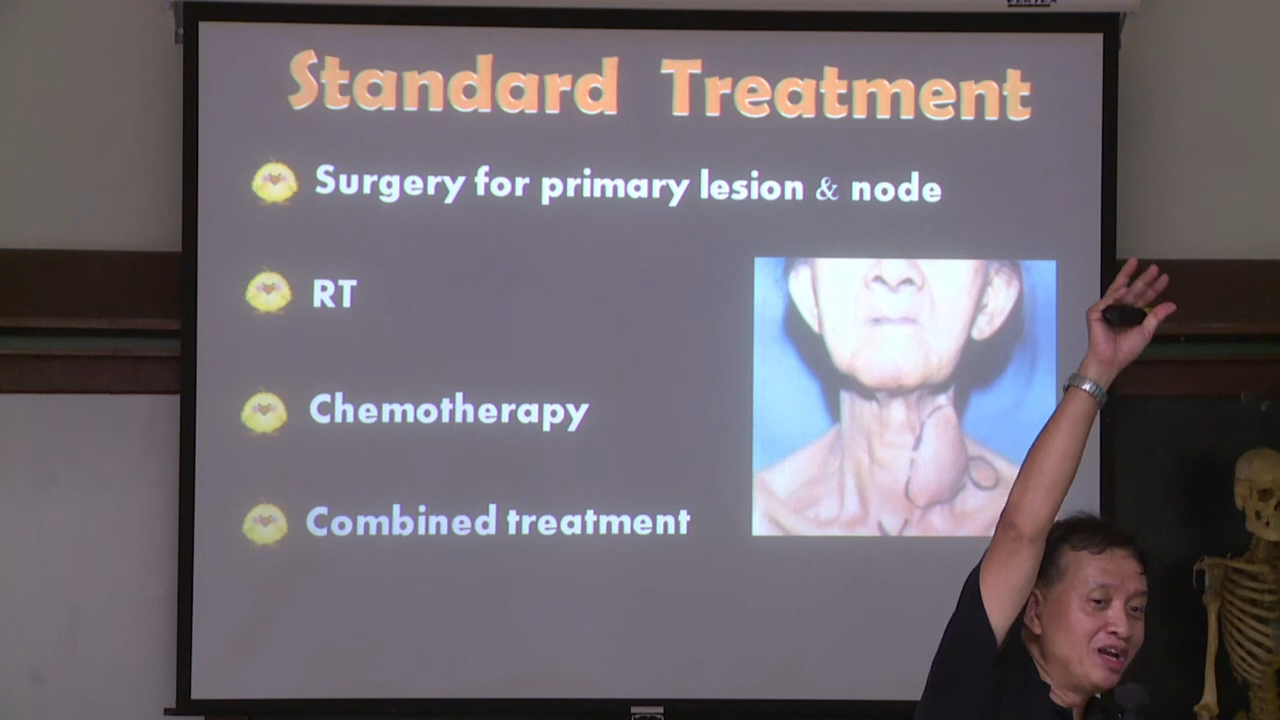 Standard Treatment
Surgery for primary lesion & node
RT
Chemotherapy
Combined treatment